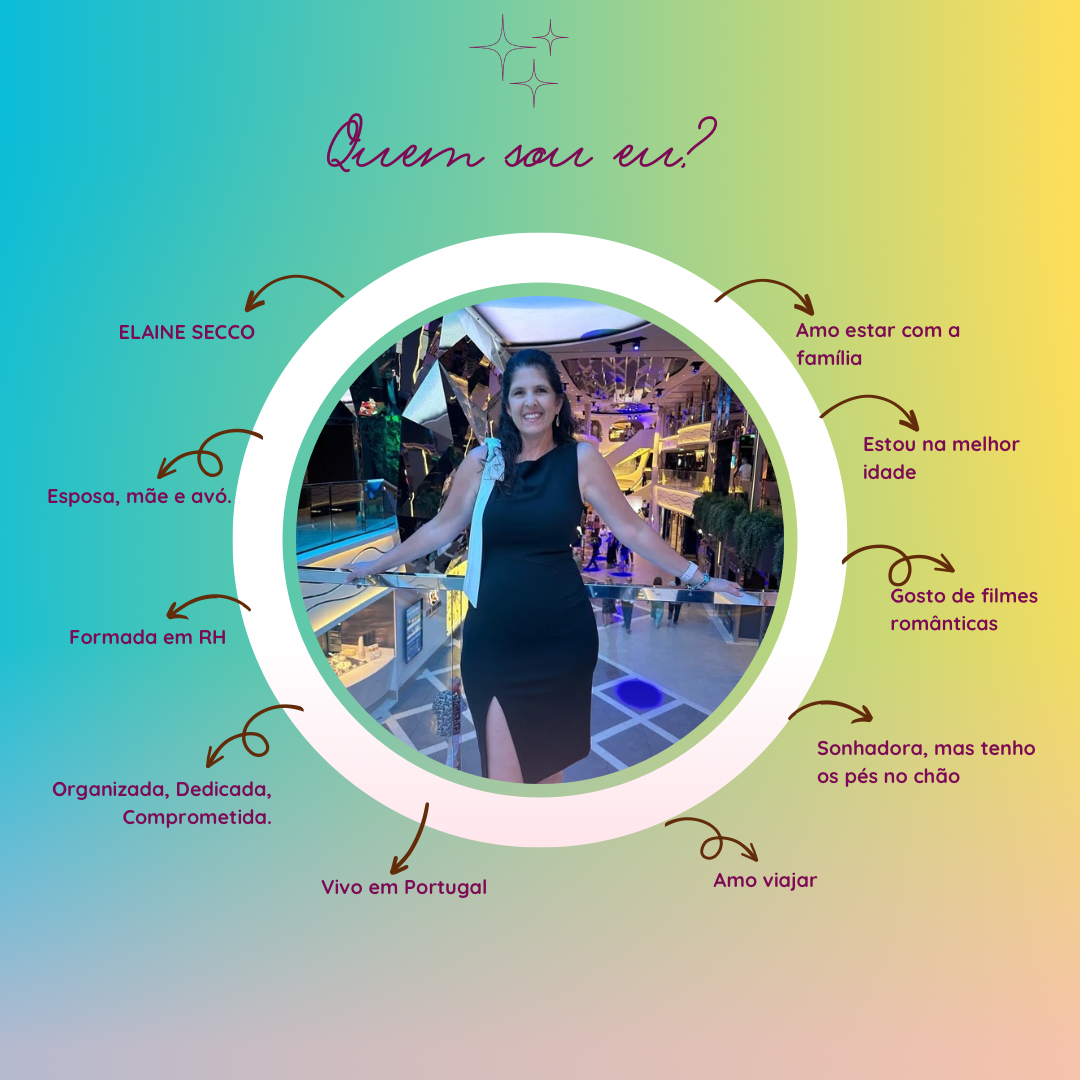 Quem sou eu?
ELAINE SECCO
Esposa, mãe e avó.
Formada em RH
Organizada, Dedicada,
Comprometida.
Vivo em Portugal
Amo estar com a
família
Estou na melhor
idade
Gosto de filmes
românticas
Sonhadora, mas tenho
os pés no chão
Amo viajar